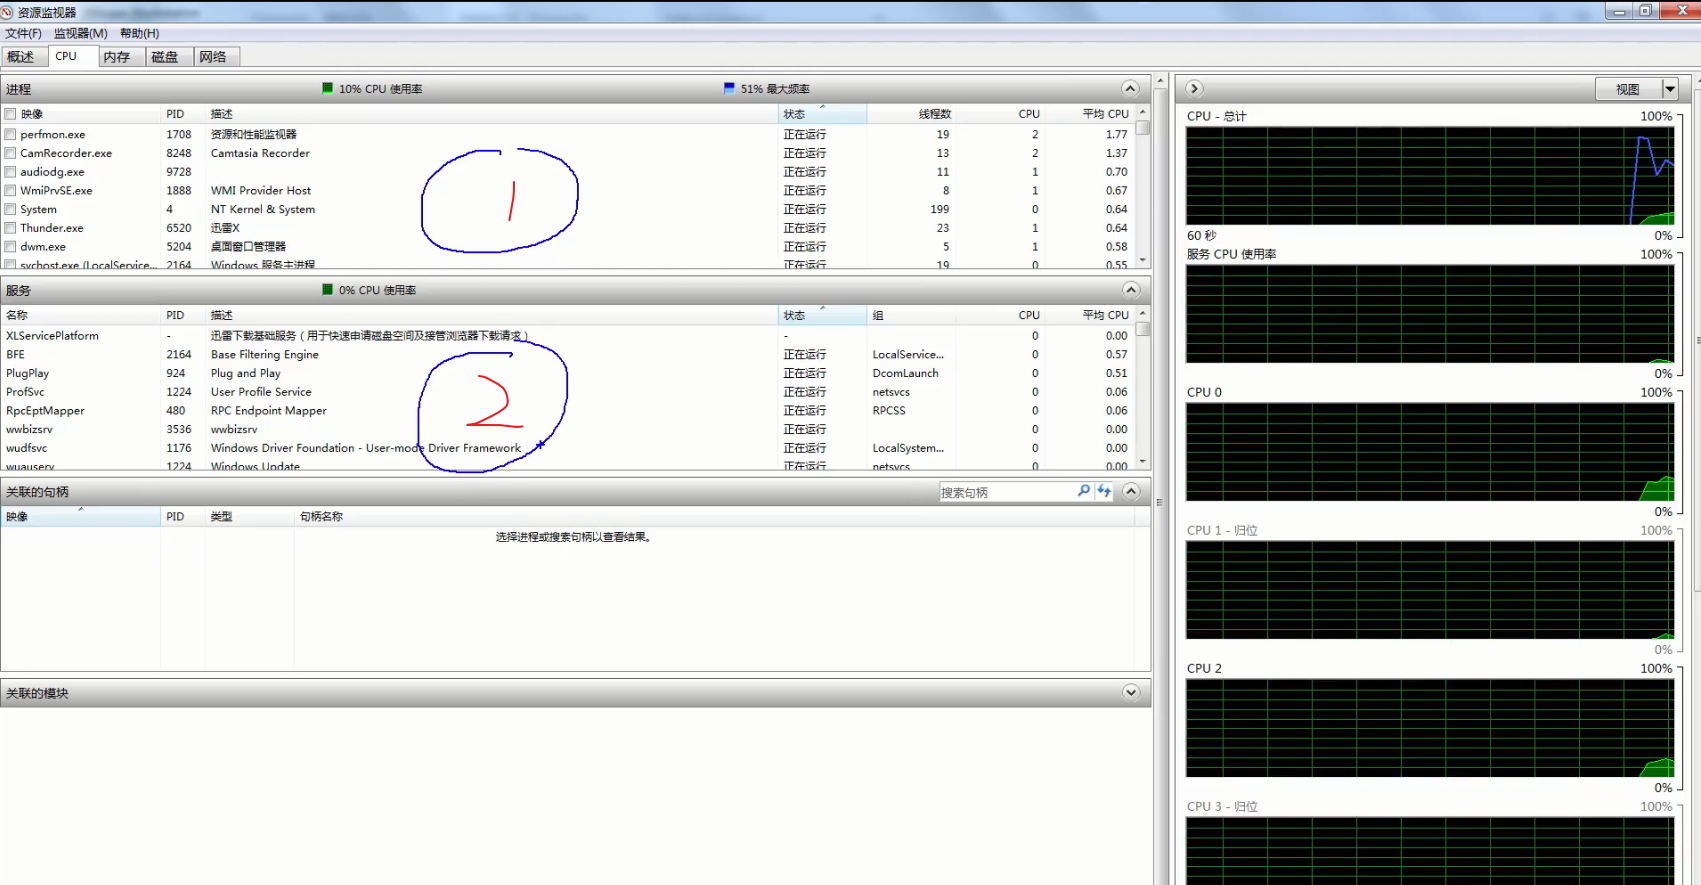 资源监视器
文件(F) 监视器(M) 帮助(H)
概述 CPU 内存 磁盘 网络
进程 10% CPU 使用率 51% 最大频率
映像 PID 描述 状态 线程数 CPU 平均 CPU
perfmon.exe 1708 资源和性能监视器 正在运行 19 2 1.77
CamRecorder.exe 8248 Camtasia Recorder 正在运行 13 2 1.37
audiodg.exe 9728 正在运行 11 1 0.70
WmiPrvSE.exe 1888 WMI Provider Host 正在运行 8 1 0.67
System 4 NT Kernel & System 正在运行 199 0 0.64
Thunder.exe 6520 迅雷X 正在运行 23 1 0.64
dwm.exe 5204 桌面窗口管理器 正在运行 5 1 0.58
svchost.exe (LocalService... 2164 Windows 服务主进程 正在运行 19 0 0.55
1
服务 0% CPU 使用率
名称 PID 描述 状态 组 CPU 平均 CPU
XLServicePlatform - 迅雷下载基础服务（用于快速申请磁盘空间及接管浏览器下载请求） - 0 0.00
BFE 2164 Base Filtering Engine 正在运行 LocalService... 0 0.57
PlugPlay 924 Plug and Play 正在运行 DcomLaunch 0 0.51
ProfSvc 1224 User Profile Service 正在运行 netsvcs 0 0.06
RpcEptMapper 480 RPC Endpoint Mapper 正在运行 RPCSS 0 0.06
wwbizsrv 3536 wwbizsrv 正在运行 0 0.00
wudfsvc 1176 Windows Driver Foundation - User-mode Driver Framework 正在运行 LocalSystem... 0 0.00
wuauserv 1224 Windows Update 正在运行 netsvcs 0 0.00
2
关联的句柄 搜索句柄
映像 PID 类型 句柄名称
选择进程或搜索句柄以查看结果。
关联的模块
视图
CPU - 总计 100%
60 秒 0%
服务 CPU 使用率 100%
0%
CPU 0 100%
0%
CPU 1 - 归位 100%
0%
CPU 2 100%
0%
CPU 3 - 归位 100%